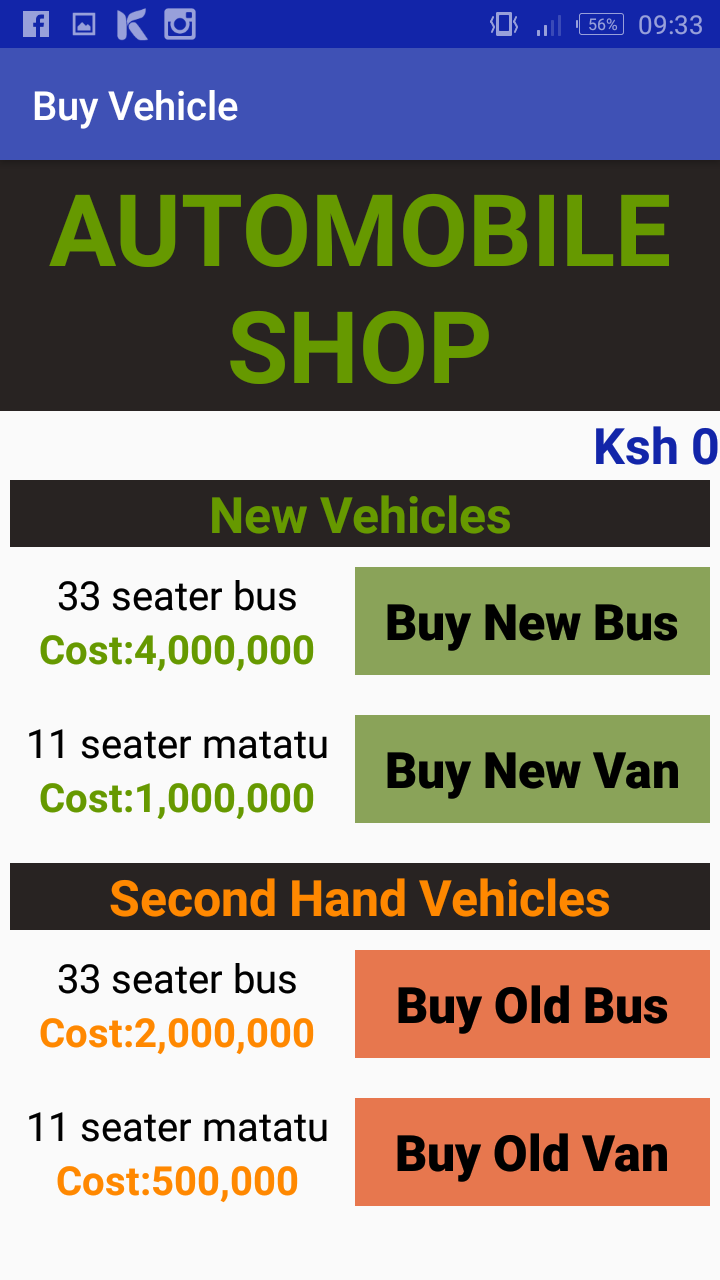 56% 09:33
Buy Vehicle
AUTOMOBILE
SHOP
Ksh 0
New Vehicles
33 seater bus
Cost:4,000,000
Buy New Bus
11 seater matatu
Cost:1,000,000
Buy New Van
Second Hand Vehicles
33 seater bus
Cost:2,000,000
Buy Old Bus
11 seater matatu
Cost:500,000
Buy Old Van